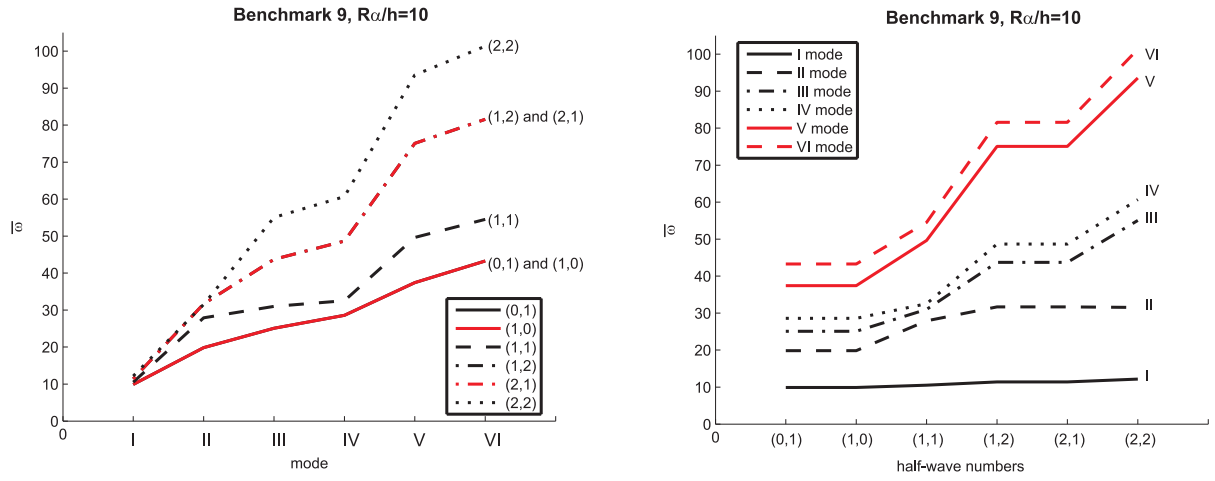 Benchmark 9, Rα/h=10
100
90
80
70
60
50
40
30
20
10
0
0
ω̅
I
II
III
IV
V
VI
mode
(2,2)
(1,2) and (2,1)
(1,1)
(0,1) and (1,0)
(0,1)
(1,0)
(1,1)
(1,2)
(2,1)
(2,2)
Benchmark 9, Rα/h=10
100
90
80
70
60
50
40
30
20
10
0
0
ω̅
(0,1)
(1,0)
(1,1)
(1,2)
(2,1)
(2,2)
half-wave numbers
I mode
II mode
III mode
IV mode
V mode
VI mode
VI
V
IV
III
II
I